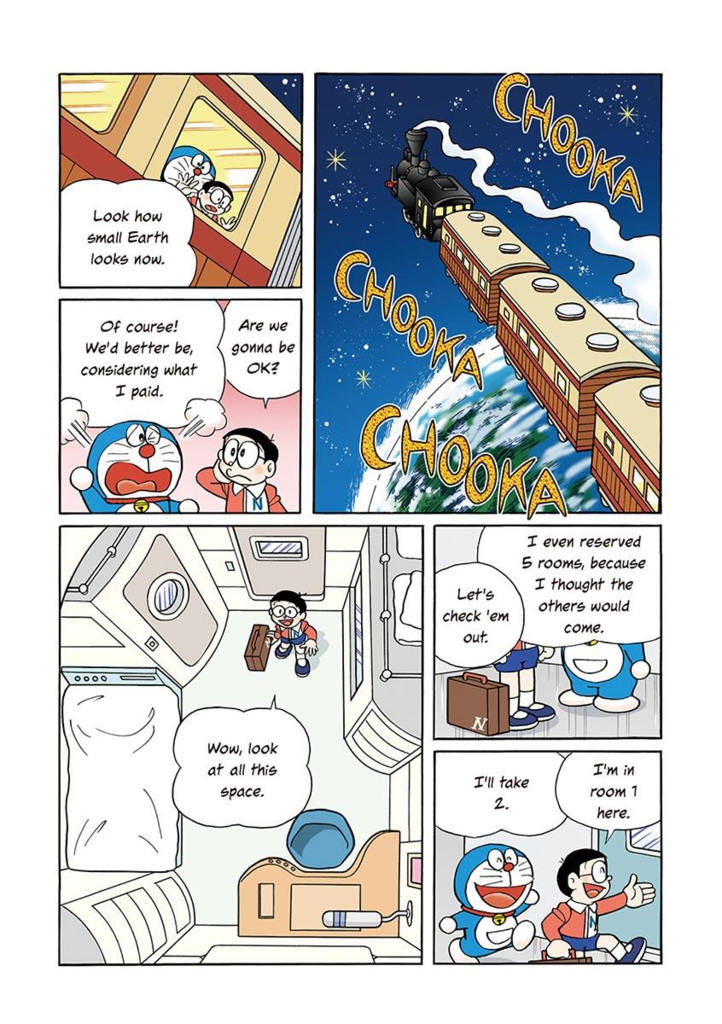 CHOOKA
CHOOKA
CHOOKA
Look how
small Earth
looks now.
Are we
gonna be
OK?
Of course!
We'd better be,
considering what
I paid.
I even reserved
5 rooms, because
I thought the
others would
come.
Let's
check 'em
out.
N
I'm in
room 1
here.
I'll take
2.
Wow, look
at all this
space.